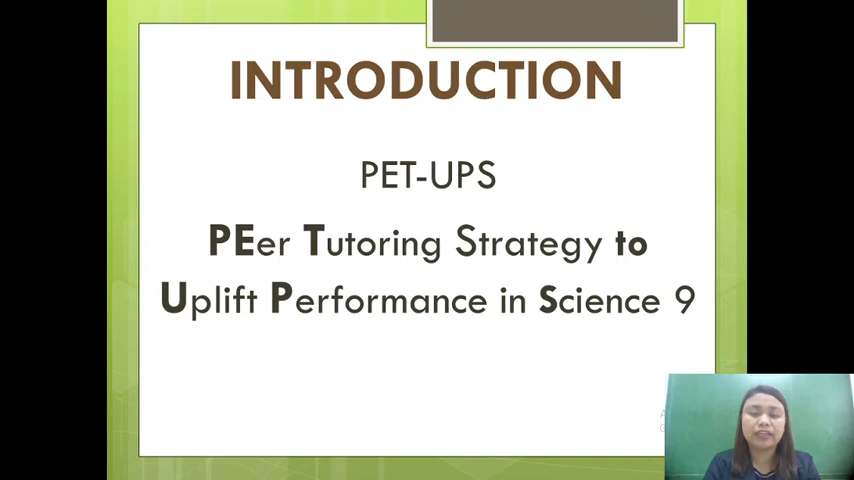 INTRODUCTION
PET-UPS
PEer Tutoring Strategy to
Uplift Performance in Science 9